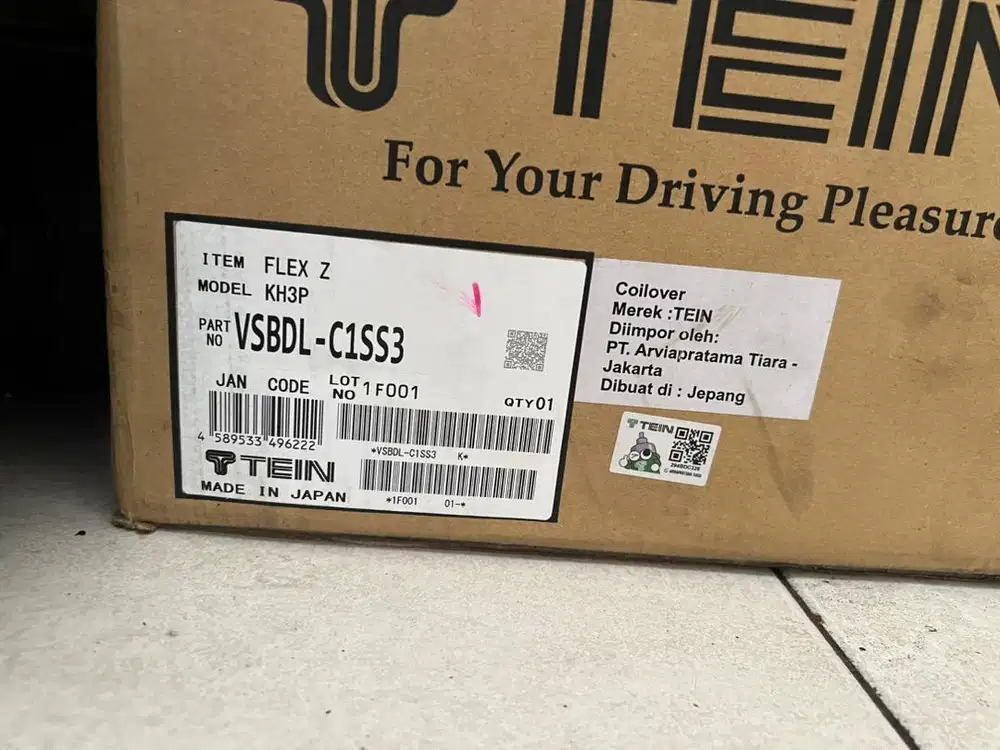 TEIN
For Your Driving Pleasure
ITEM FLEX Z
MODEL KH3P
PART NO VSBDL-C1SS3
JAN CODE
LOT NO 1F001
QTY 01
4 589533 496222
*VSBDL-C1SS3 K*
TEIN
MADE IN JAPAN
*1F001 01-*
Coilover
Merek :TEIN
Diimpor oleh:
PT. Arviapratama Tiara -
Jakarta
Dibuat di : Jepang
TEIN